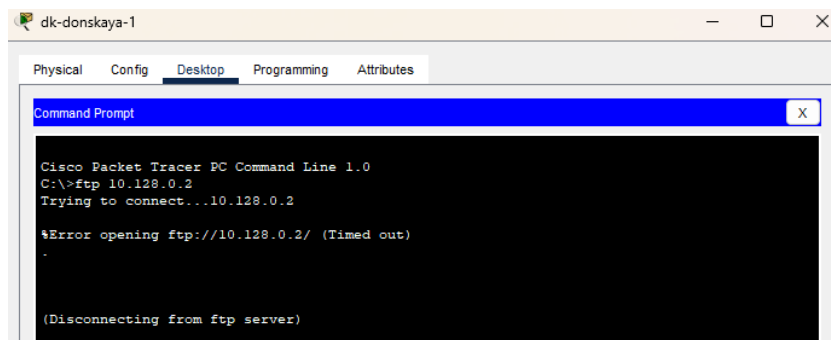 dk-donskaya-1
Physical Config Desktop Programming Attributes
Command Prompt
X
Cisco Packet Tracer PC Command Line 1.0
C:\>ftp 10.128.0.2
Trying to connect...10.128.0.2
%Error opening ftp://10.128.0.2/ (Timed out)
.
(Disconnecting from ftp server)